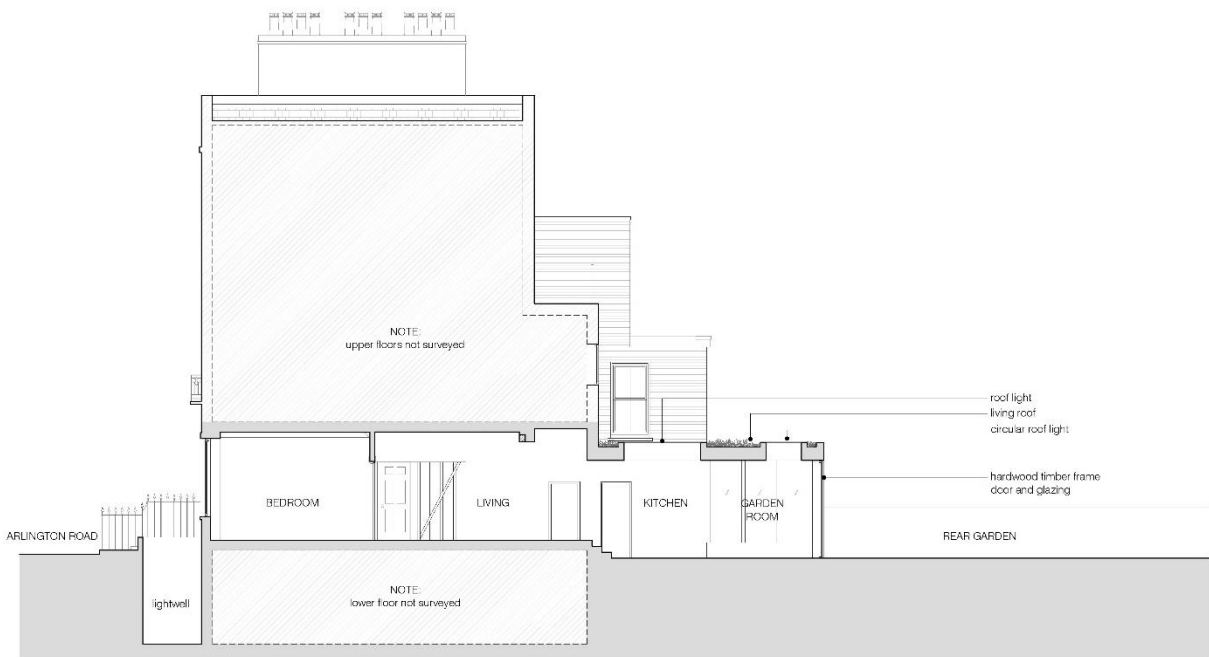 NOTE:
upper floors not surveyed
roof light
living roof
circular roof light
hardwood timber frame
door and glazing
BEDROOM
LIVING
KITCHEN
GARDEN
ROOM
ARLINGTON ROAD
REAR GARDEN
NOTE:
lower floor not surveyed
lightwell